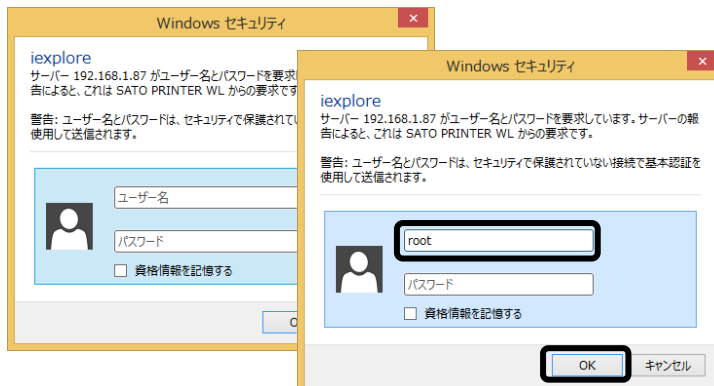 Windows セキュリティ
iexplore
サーバー 192.168.1.87 がユーザー名とパスワードを要求
告によると、これは SATO PRINTER WL からの要求です
警告: ユーザー名とパスワードは、セキュリティで保護されてい
使用して送信されます。
ユーザー名
パスワード
資格情報を記憶する
O
Windows セキュリティ
iexplore
サーバー 192.168.1.87 がユーザー名とパスワードを要求しています。サーバーの報
告によると、これは SATO PRINTER WL からの要求です。
警告: ユーザー名とパスワードは、セキュリティで保護されていない接続で基本認証を
使用して送信されます。
root
パスワード
資格情報を記憶する
OK キャンセル